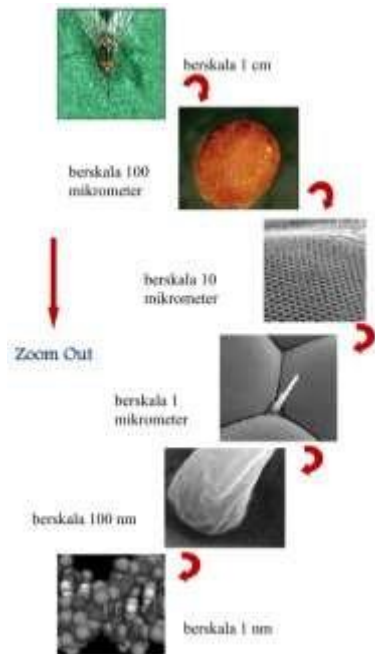 berskala 1 cm
berskala 100
mikrometer
berskala 10
mikrometer
Zoom Out
berskala 1
mikrometer
berskala 100 nm
berskala 1 nm